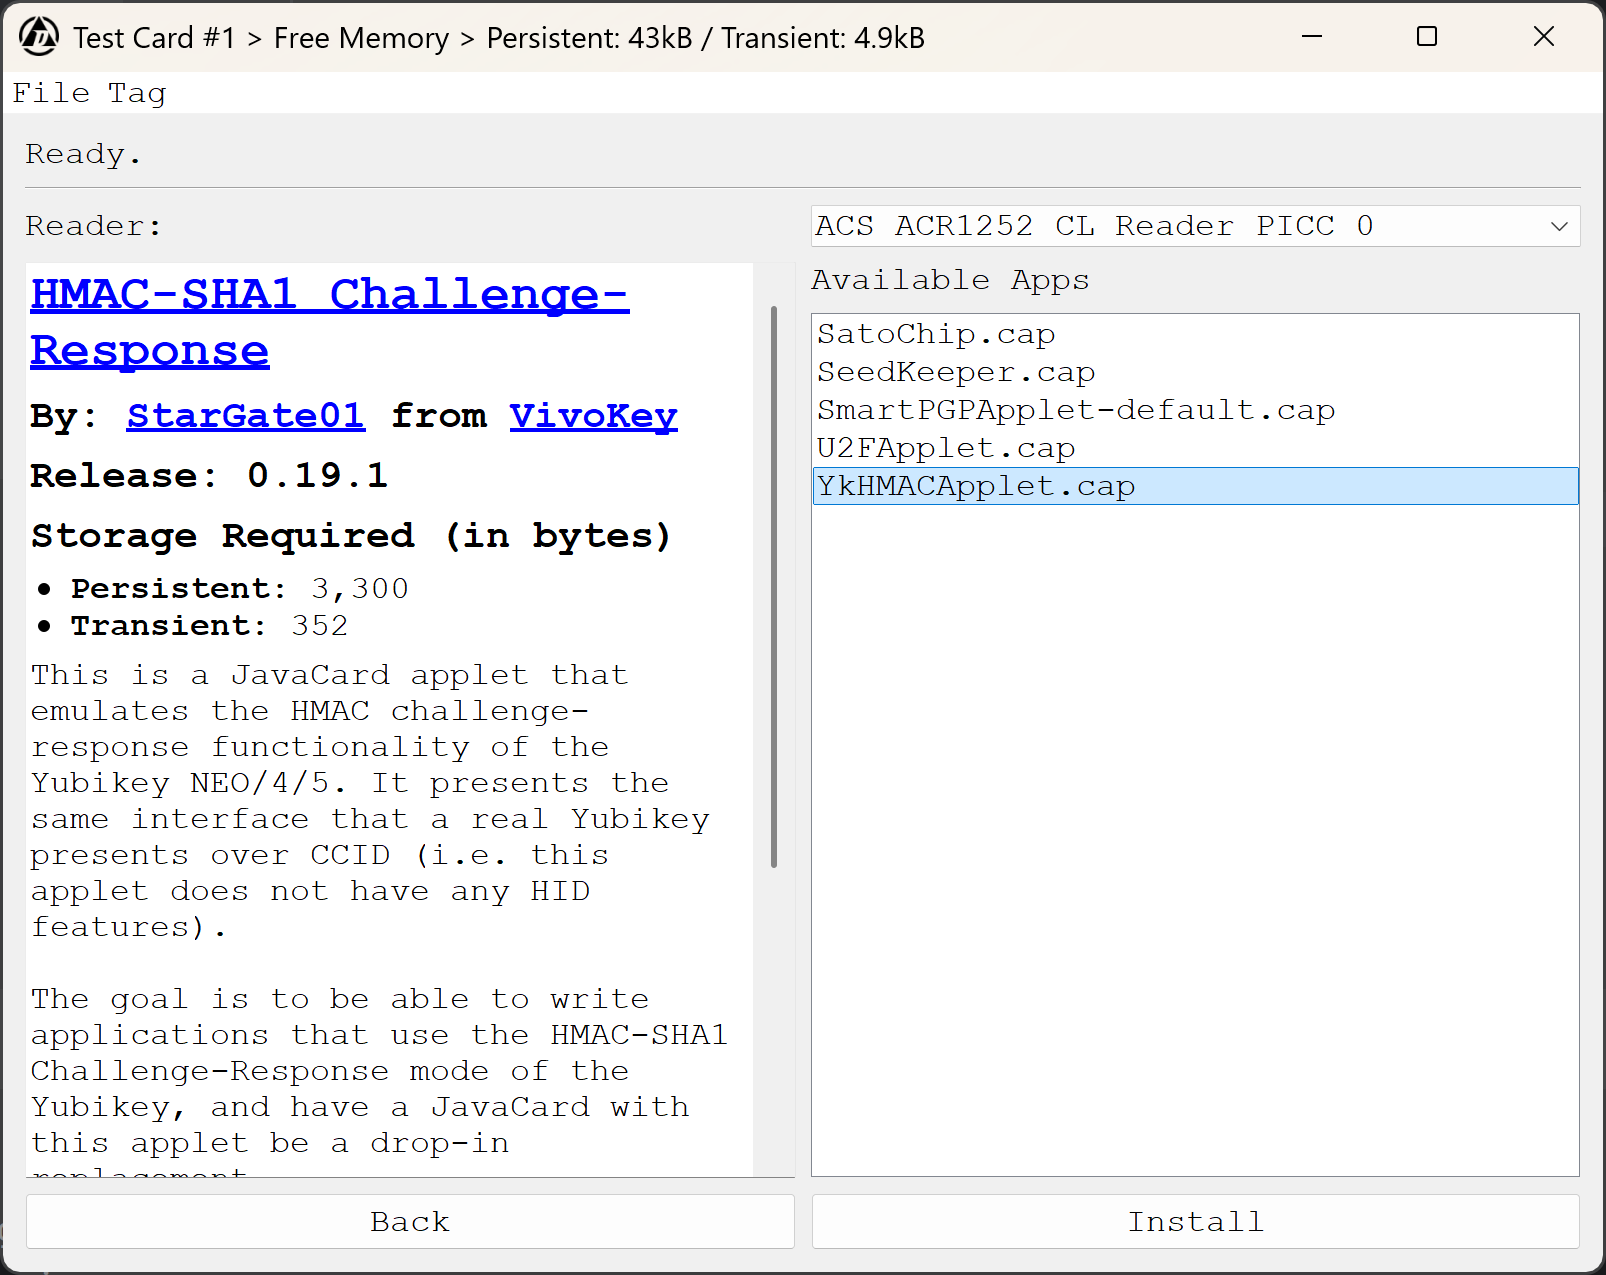 Test Card #1 > Free Memory > Persistent: 43kB / Transient: 4.9kB
File Tag
Ready.
Reader:
ACS ACR1252 CL Reader PICC 0
HMAC-SHA1 Challenge-
Response
By: StarGate01 from VivoKey
Release: 0.19.1
Storage Required (in bytes)
• Persistent: 3,300
• Transient: 352
This is a JavaCard applet that
emulates the HMAC challenge-
response functionality of the
Yubikey NEO/4/5. It presents the
same interface that a real Yubikey
presents over CCID (i.e. this
applet does not have any HID
features).
The goal is to be able to write
applications that use the HMAC-SHA1
Challenge-Response mode of the
Yubikey, and have a JavaCard with
this applet be a drop-in
replacement
Available Apps
SatoChip.cap
SeedKeeper.cap
SmartPGPApplet-default.cap
U2FApplet.cap
YkHMACApplet.cap
Back
Install